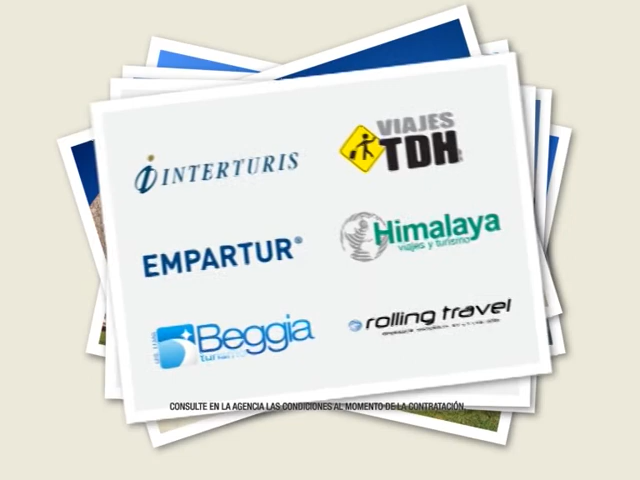 INTERTURIS
VIAJES
TDH
EMPARTUR®
Himalaya
viajes y turismo
Beggia
turismo
rolling travel
CONSULTE EN LA AGENCIA LAS CONDICIONES AL MOMENTO DE LA CONTRATACIÓN.